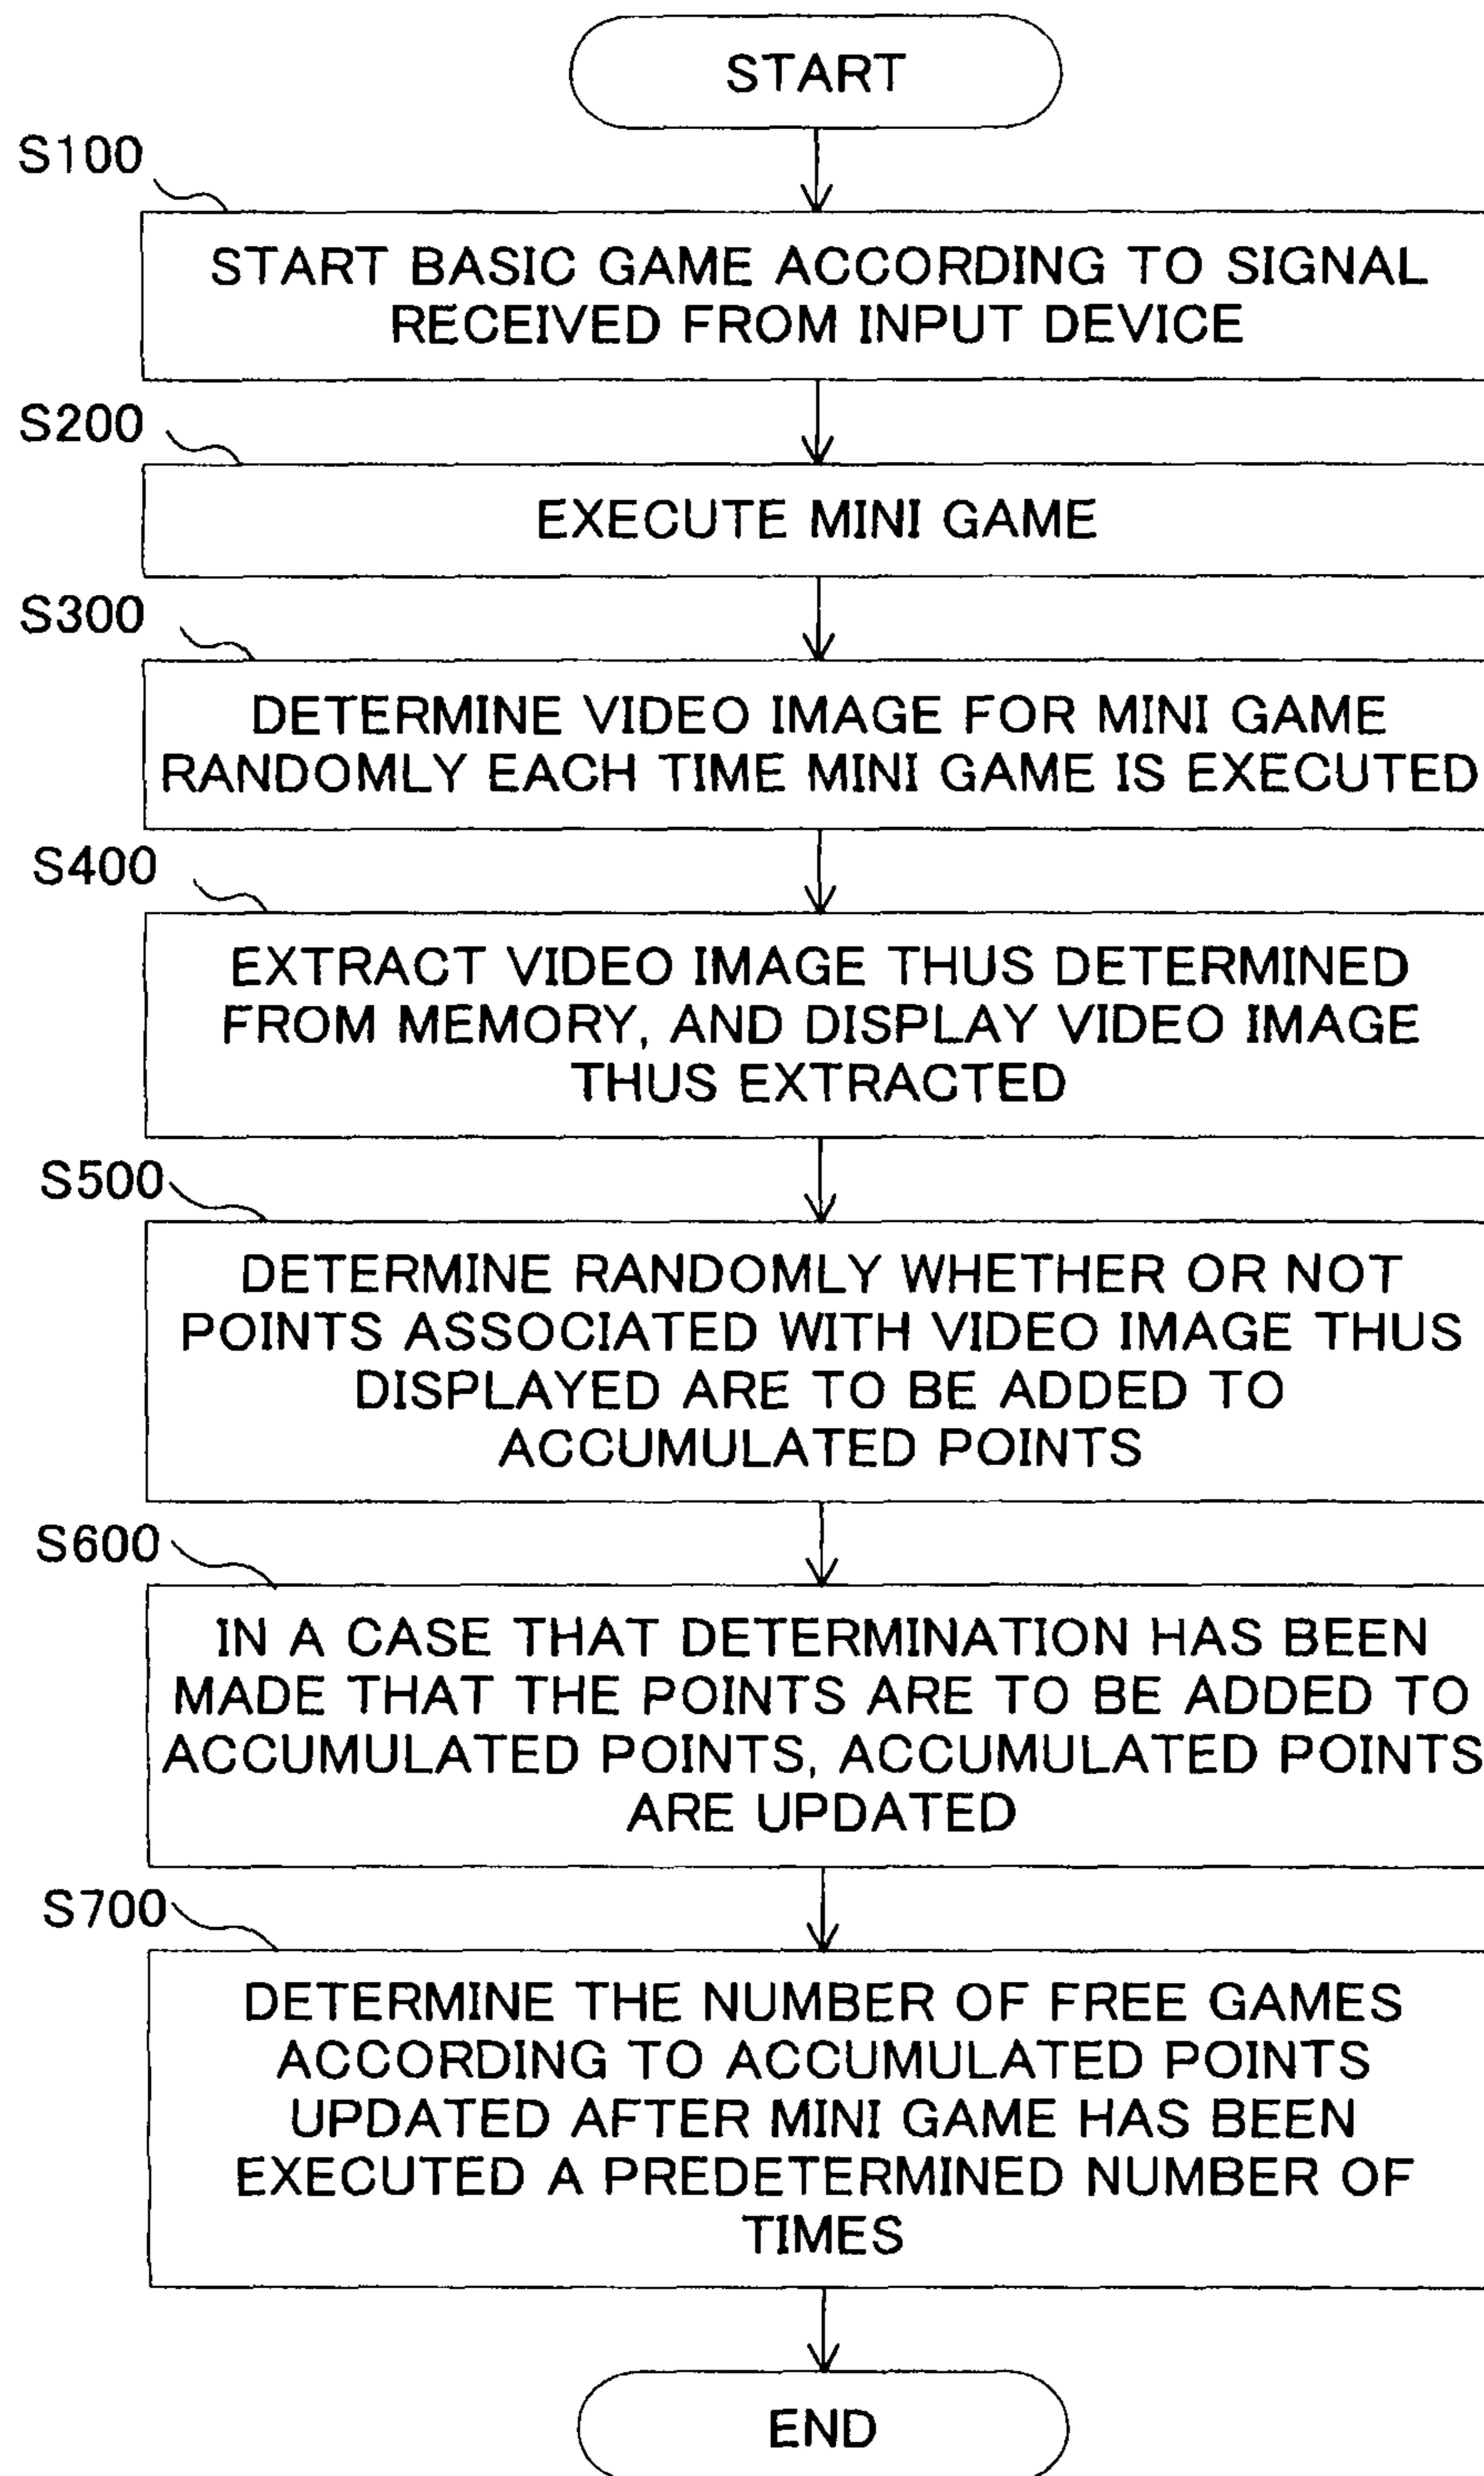 START
S100
START BASIC GAME ACCORDING TO SIGNAL
RECEIVED FROM INPUT DEVICE
S200
EXECUTE MINI GAME
S300
DETERMINE VIDEO IMAGE FOR MINI GAME
RANDOMLY EACH TIME MINI GAME IS EXECUTED
S400
EXTRACT VIDEO IMAGE THUS DETERMINED
FROM MEMORY, AND DISPLAY VIDEO IMAGE
THUS EXTRACTED
S500
DETERMINE RANDOMLY WHETHER OR NOT
POINTS ASSOCIATED WITH VIDEO IMAGE THUS
DISPLAYED ARE TO BE ADDED TO
ACCUMULATED POINTS
S600
IN A CASE THAT DETERMINATION HAS BEEN
MADE THAT THE POINTS ARE TO BE ADDED TO
ACCUMULATED POINTS, ACCUMULATED POINTS
ARE UPDATED
S700
DETERMINE THE NUMBER OF FREE GAMES
ACCORDING TO ACCUMULATED POINTS
UPDATED AFTER MINI GAME HAS BEEN
EXECUTED A PREDETERMINED NUMBER OF
TIMES
END